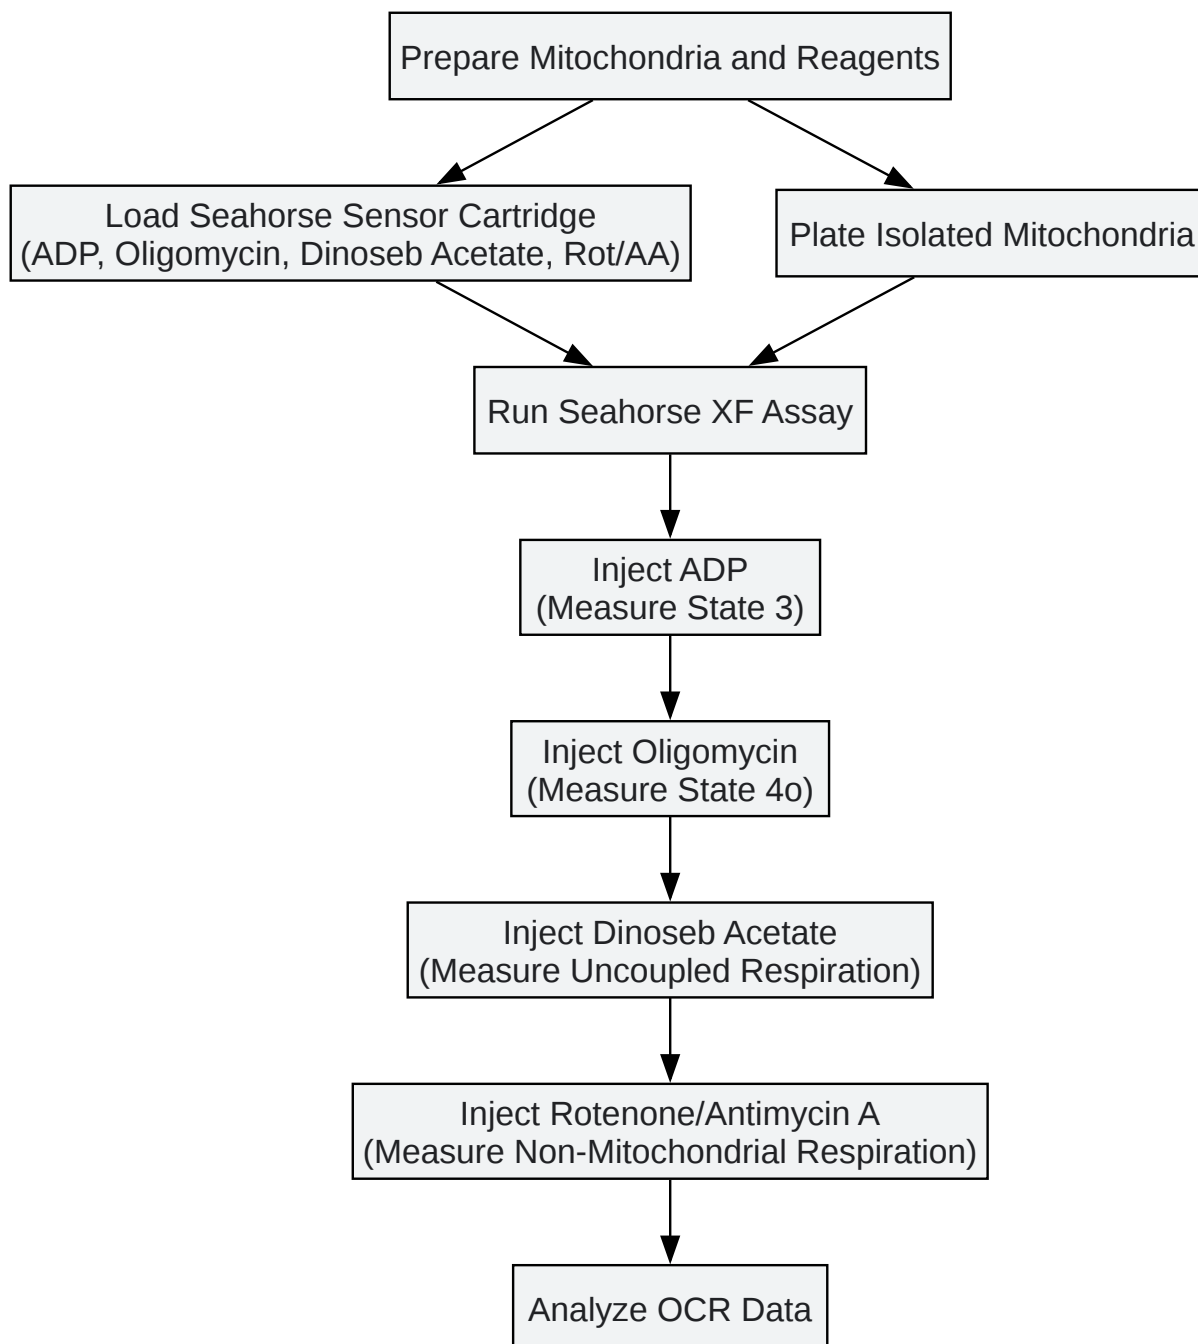 Prepare Mitochondria and Reagents
Load Seahorse Sensor Cartridge
(ADP, Oligomycin, Dinoseb Acetate, Rot/AA)
Plate Isolated Mitochondria
Run Seahorse XF Assay
Inject ADP
(Measure State 3)
Inject Oligomycin
(Measure State 4o)
Inject Dinoseb Acetate
(Measure Uncoupled Respiration)
Inject Rotenone/Antimycin A
(Measure Non-Mitochondrial Respiration)
Analyze OCR Data